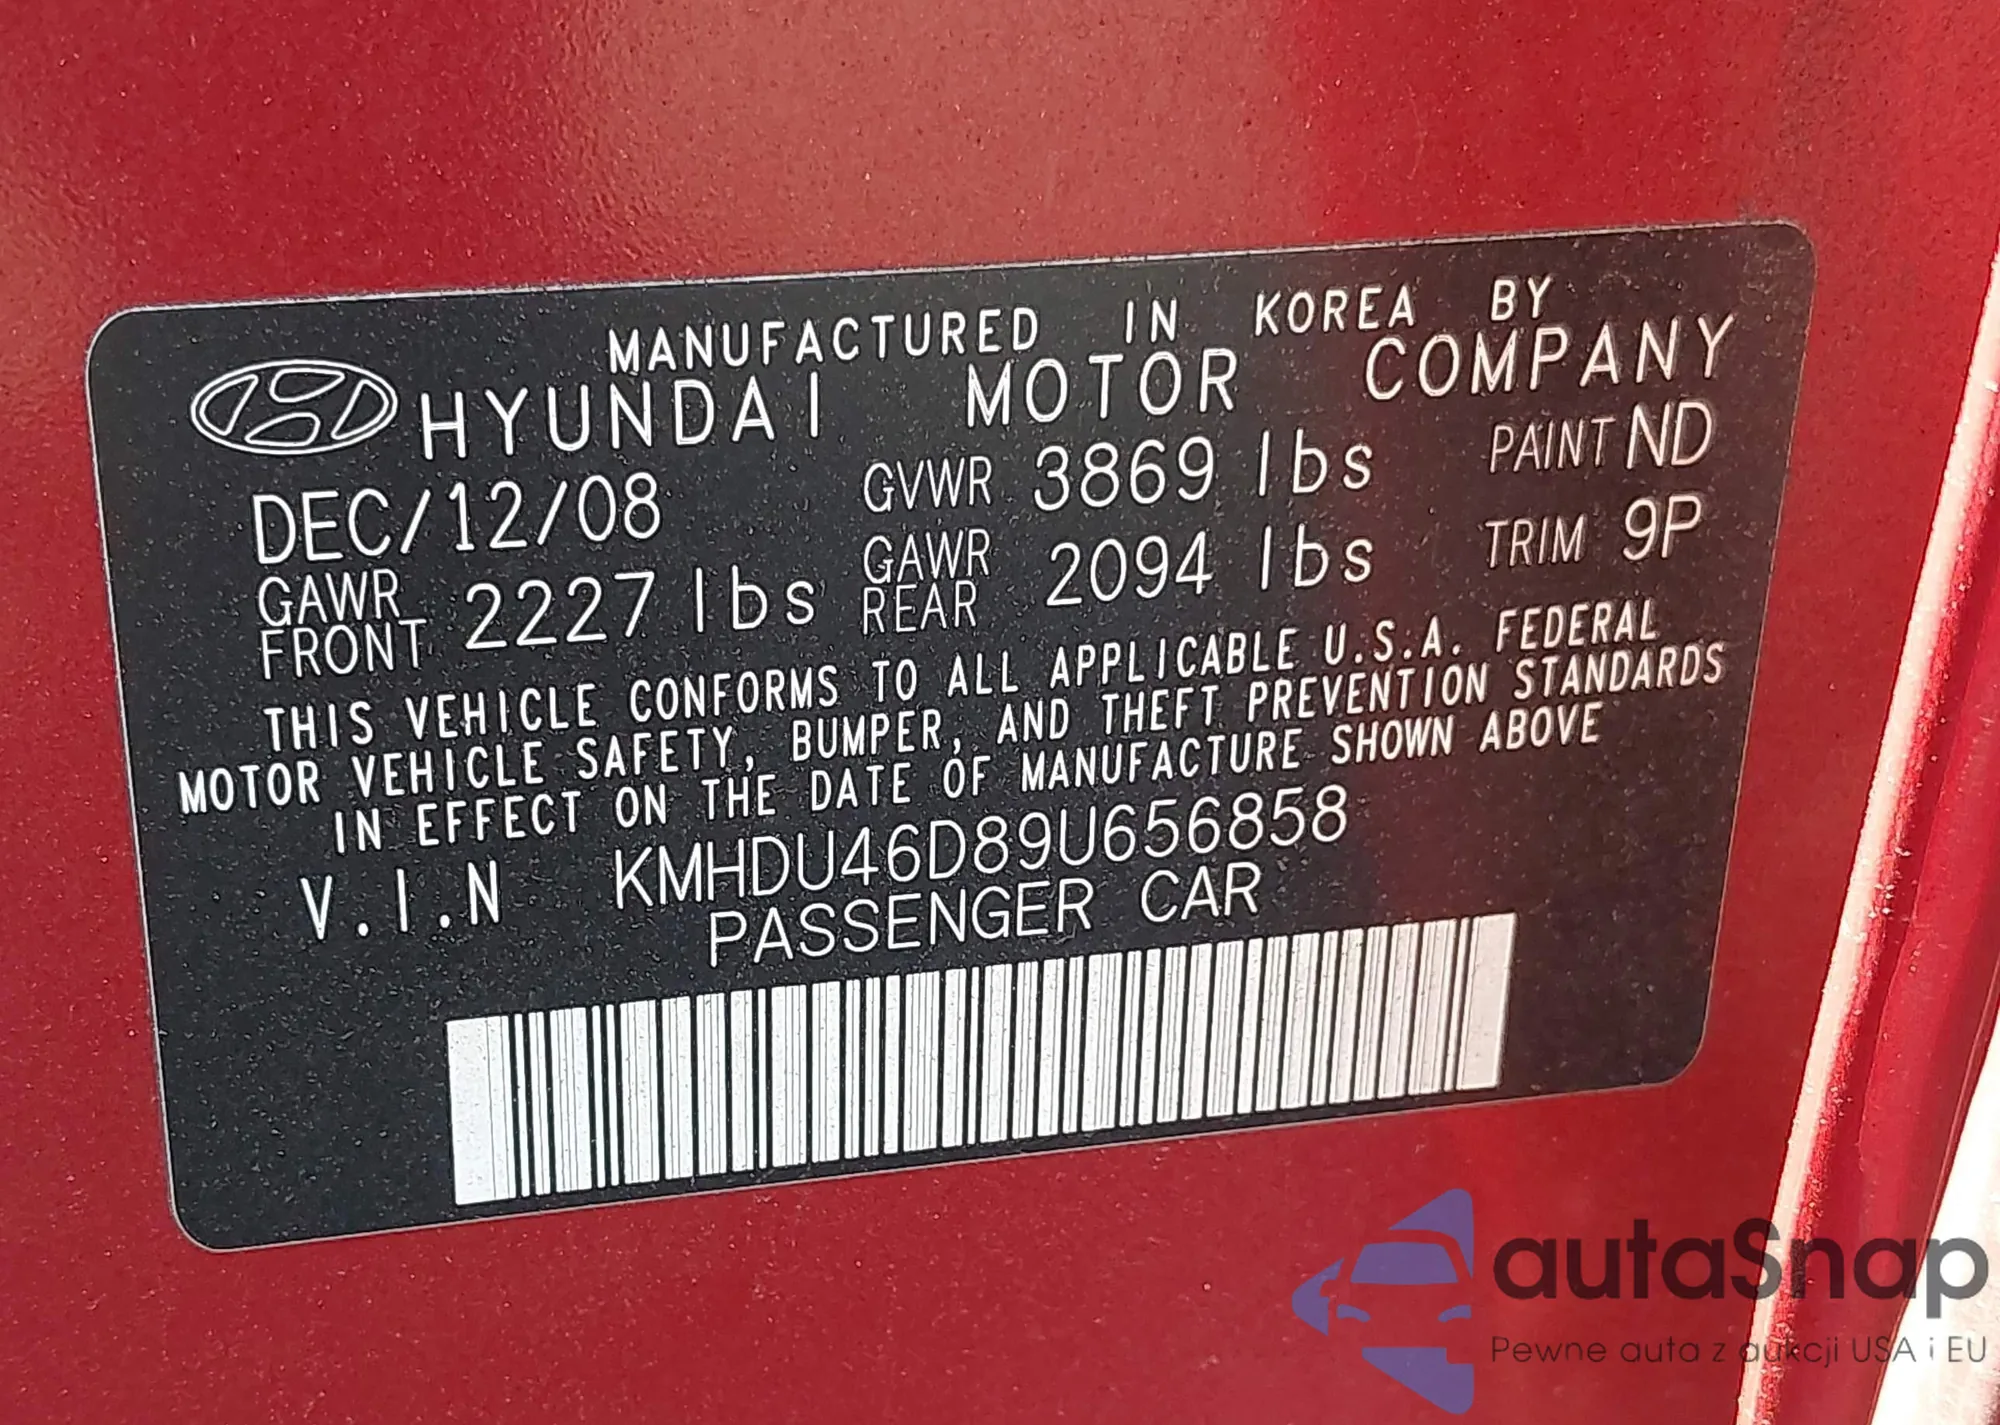 MANUFACTURED IN KOREA BY
HYUNDAI MOTOR COMPANY
DEC/12/08 GVWR 3869 lbs PAINT ND
GAWR FRONT 2227 lbs GAWR REAR 2094 lbs TRIM 9P
THIS VEHICLE CONFORMS TO ALL APPLICABLE U.S.A. FEDERAL
MOTOR VEHICLE SAFETY, BUMPER, AND THEFT PREVENTION STANDARDS
IN EFFECT ON THE DATE OF MANUFACTURE SHOWN ABOVE
V.I.N KMHDU46D89U656858
PASSENGER CAR
autaSnap
Pewne auta z aukcji USA i EU